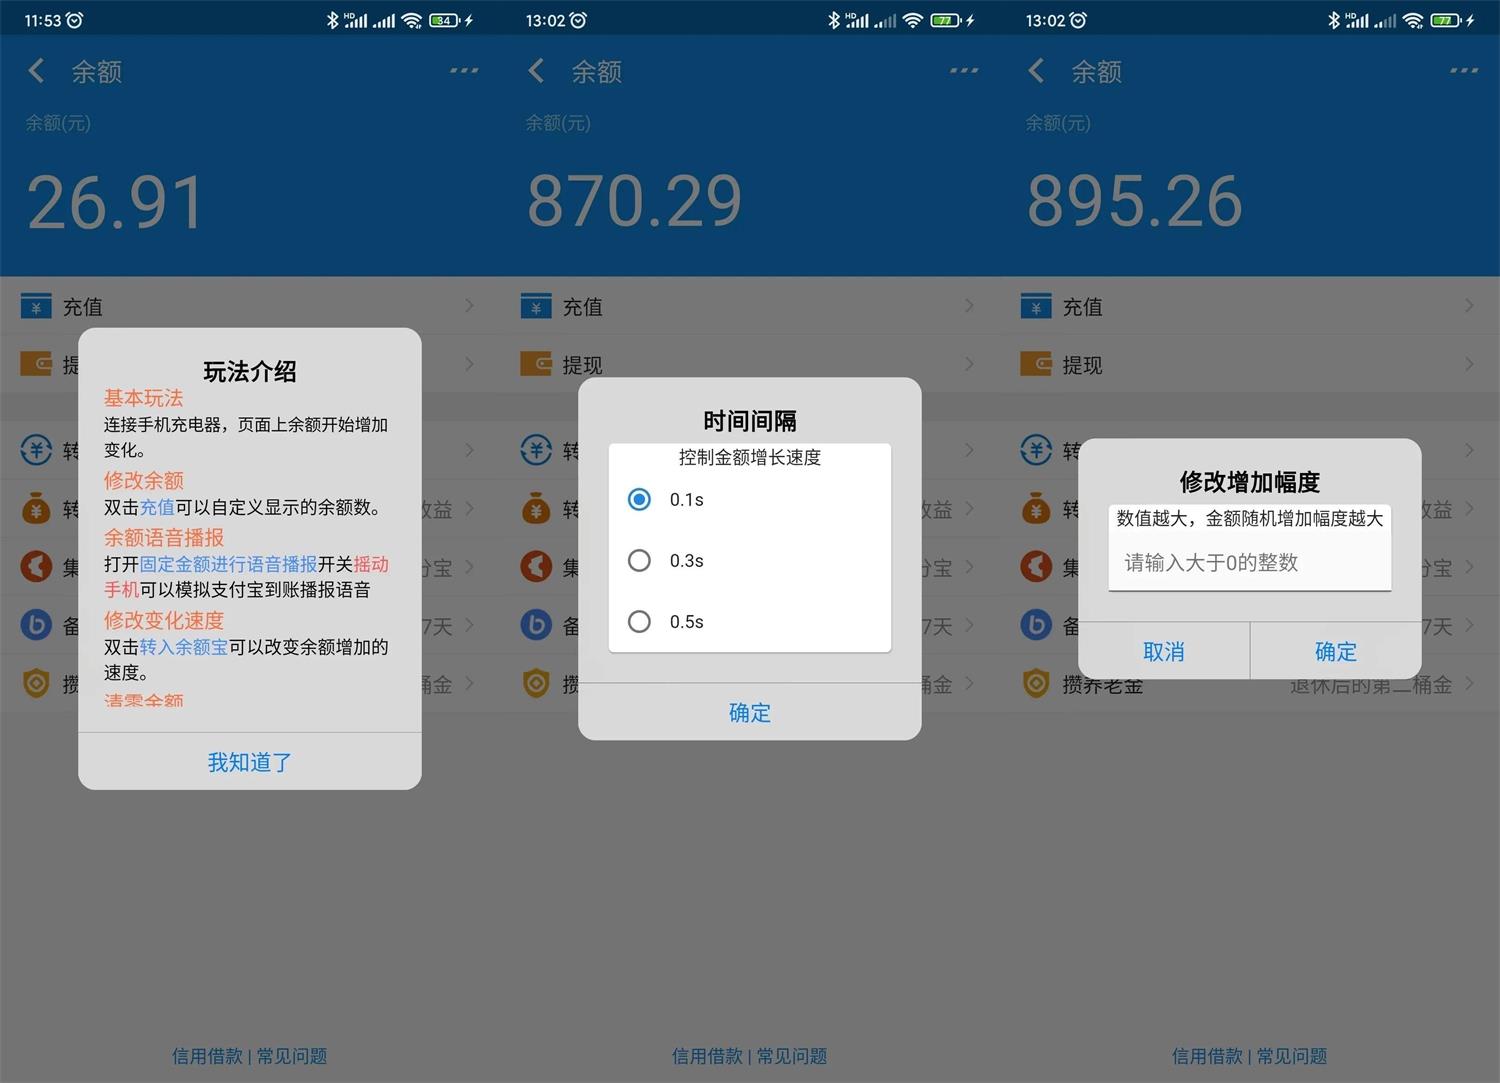 11:53
余额
余额(元)
26.91
充值
提
转
转
收益
集
分宝
备
7天
攒
桶金
玩法介绍
基本玩法
连接手机充电器，页面上余额开始增加
变化。
修改余额
双击充值可以自定义显示的余额数。
余额语音播报
打开固定金额进行语音播报开关摇动
手机可以模拟支付宝到账播报语音
修改变化速度
双击转入余额宝可以改变余额增加的
速度。
清零余额
我知道了
信用借款 | 常见问题
HD
34
13:02
HD
77
余额
余额(元)
870.29
充值
提现
转
转
收益
集
分宝
备
7天
攒
桶金
时间间隔
控制金额增长速度
0.1s
0.3s
0.5s
确定
信用借款 | 常见问题
13:02
HD
77
余额
余额(元)
895.26
充值
提现
转
转
收益
集
分宝
备
7天
攒养老金
退休后的第二桶金
修改增加幅度
数值越大，金额随机增加幅度越大
请输入大于0的整数
取消
确定
信用借款 | 常见问题